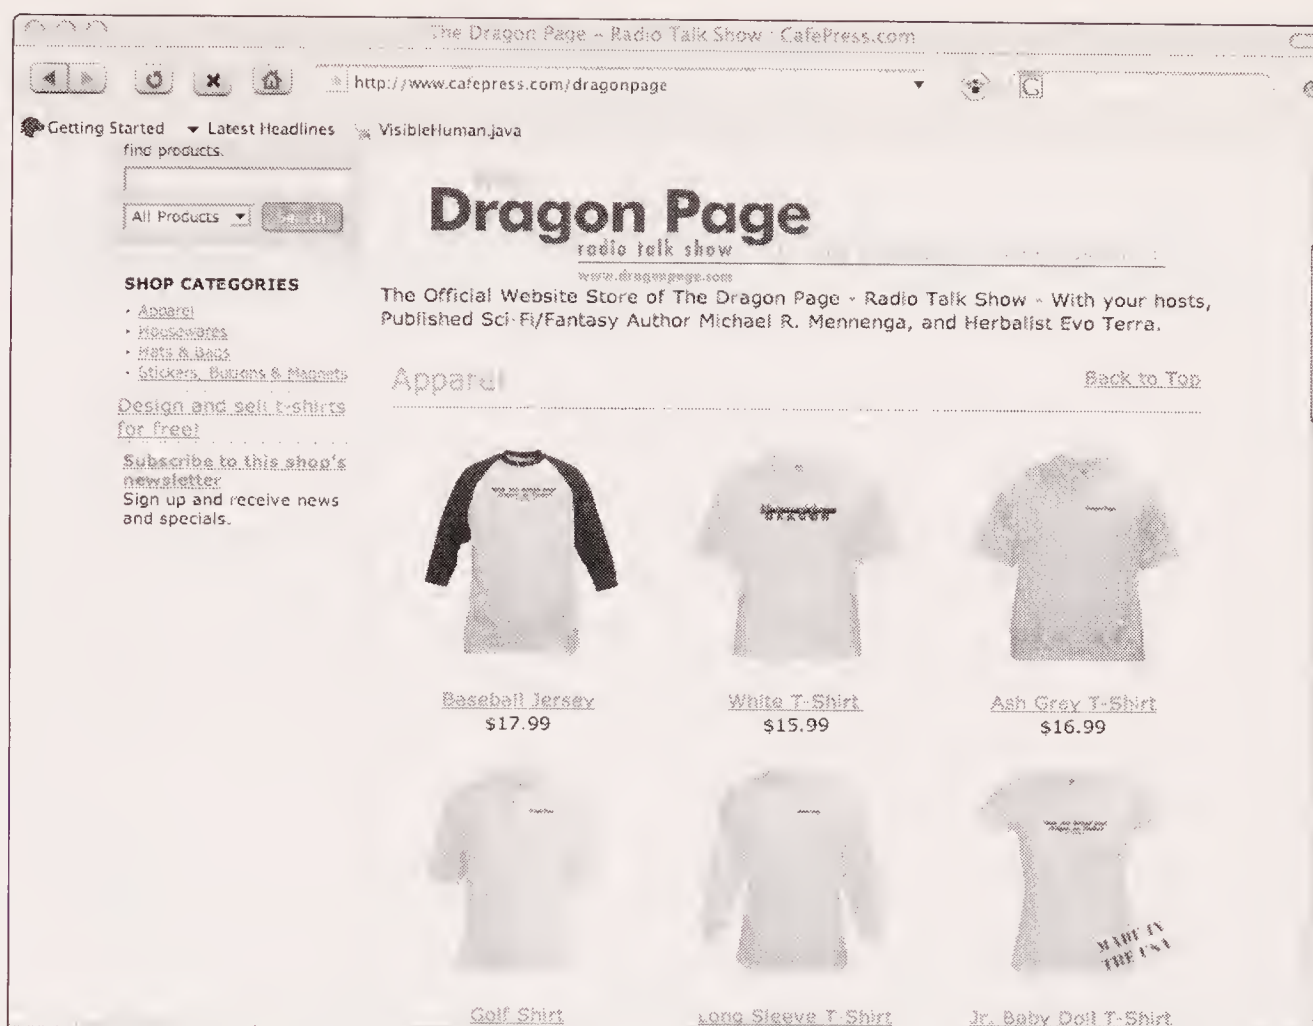 The Dragon Page - Radio Talk Show : CafePress.com
http://www.cafepress.com/dragonpage
G
Getting Started Latest Headlines VisibleHuman.java
find products.
All Products Search
SHOP CATEGORIES
• Apparel
• Housewares
• Hats & Bags
• Stickers, Buttons & Magnets
Design and sell t-shirts
for free!
Subscribe to this shop's
newsletter
Sign up and receive news
and specials.
Dragon Page
radio talk show
www.dragonpage.com
The Official Website Store of The Dragon Page - Radio Talk Show - With your hosts,
Published Sci-Fi/Fantasy Author Michael R. Mennenga, and Herbalist Evo Terra.
Apparel
Back to Top
Baseball Jersey White T-Shirt Ash Grey T-Shirt
$17.99 $15.99 $16.99
MADE IN
THE USA
Golf Shirt Long Sleeve T-Shirt Jr. Baby Doll T-Shirt